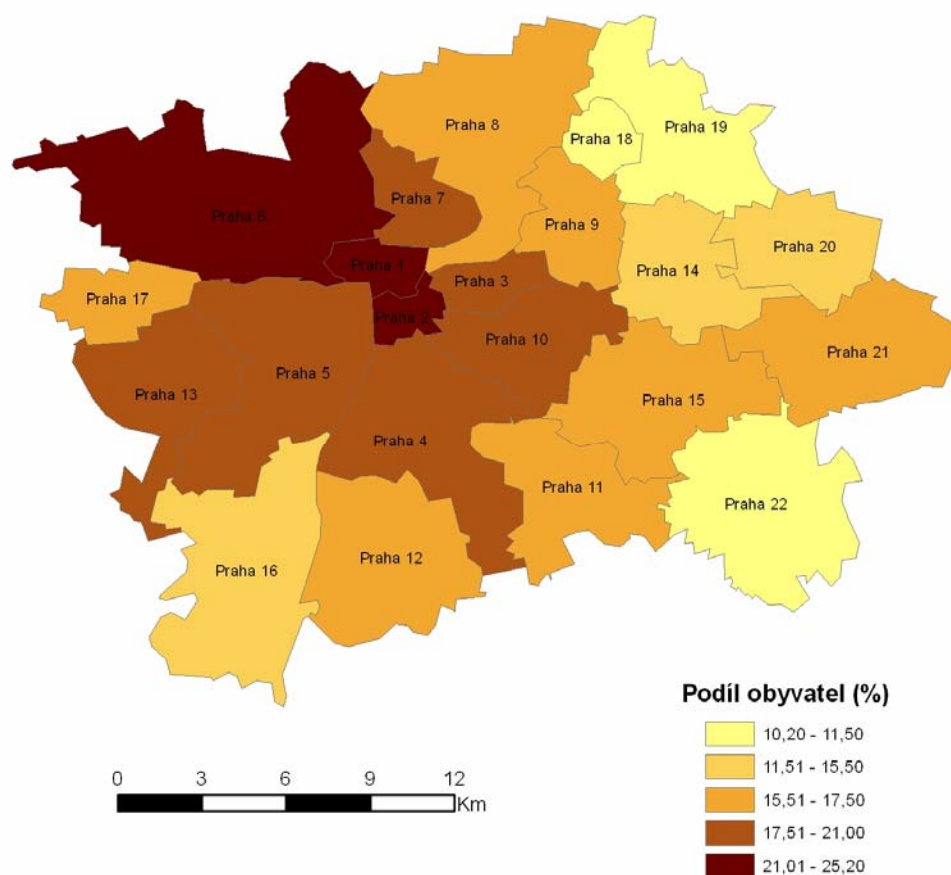 Praha 8
Praha 19
Praha 18
Praha 7
Praha 6
Praha 9
Praha 20
Praha 1
Praha 14
Praha 3
Praha 17
Praha 2
Praha 10
Praha 21
Praha 5
Praha 13
Praha 15
Praha 4
Praha 11
Praha 22
Praha 12
Praha 16
Podíl obyvatel (%)
10,20 - 11,50
11,51 - 15,50
15,51 - 17,50
17,51 - 21,00
21,01 - 25,20
0 3 6 9 12
Km